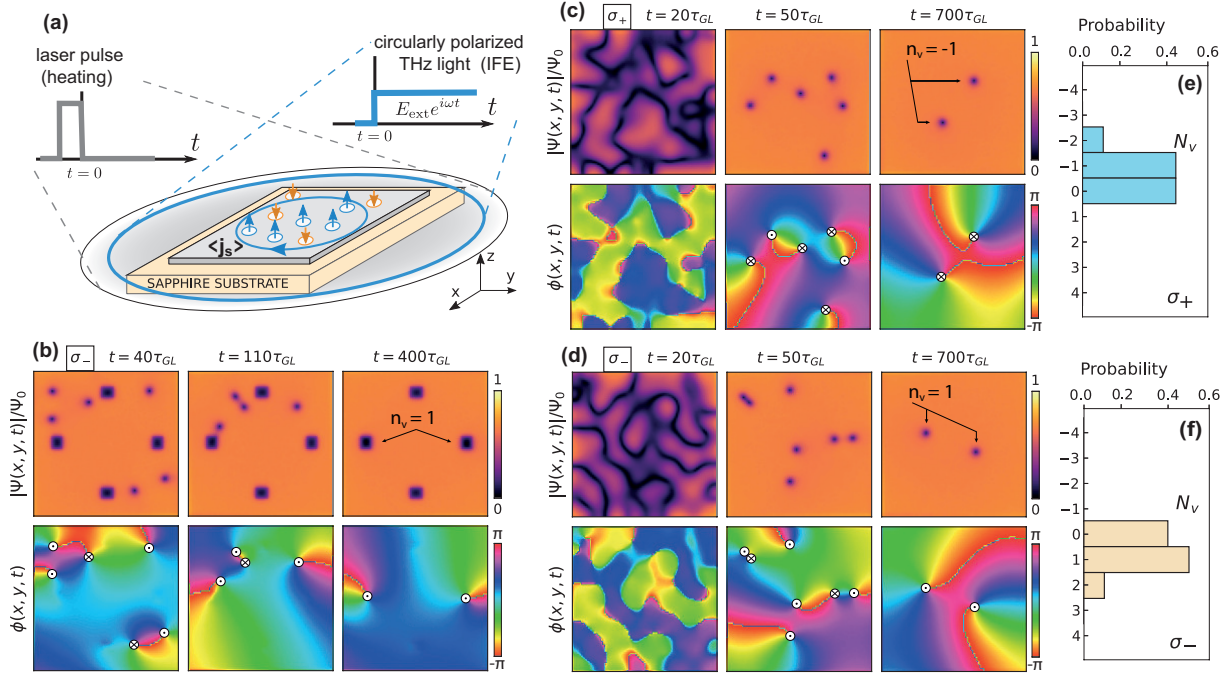 (a)
laser pulse
(heating)
t
t = 0
circularly polarized
THz light (IFE)
E_ext e^{iωt}
t
t = 0
<j_s>
SAPPHIRE SUBSTRATE
z
y
x
(b) σ− t = 40τ_GL t = 110τ_GL t = 400τ_GL
|Ψ(x, y, t)|/Ψ_0
n_v = 1
1
0
ϕ(x, y, t)
π
-π
(c) σ+ t = 20τ_GL t = 50τ_GL t = 700τ_GL
|Ψ(x, y, t)|/Ψ_0
n_v = -1
1
0
ϕ(x, y, t)
π
-π
(d) σ− t = 20τ_GL t = 50τ_GL t = 700τ_GL
|Ψ(x, y, t)|/Ψ_0
n_v = 1
1
0
ϕ(x, y, t)
π
-π
Probability
0.0 0.2 0.4 0.6
(e)
−4
−3
−2
−1
0
1
2
3
4
N_v
σ+
Probability
0.0 0.2 0.4 0.6
(f)
−4
−3
−2
−1
0
1
2
3
4
N_v
σ−